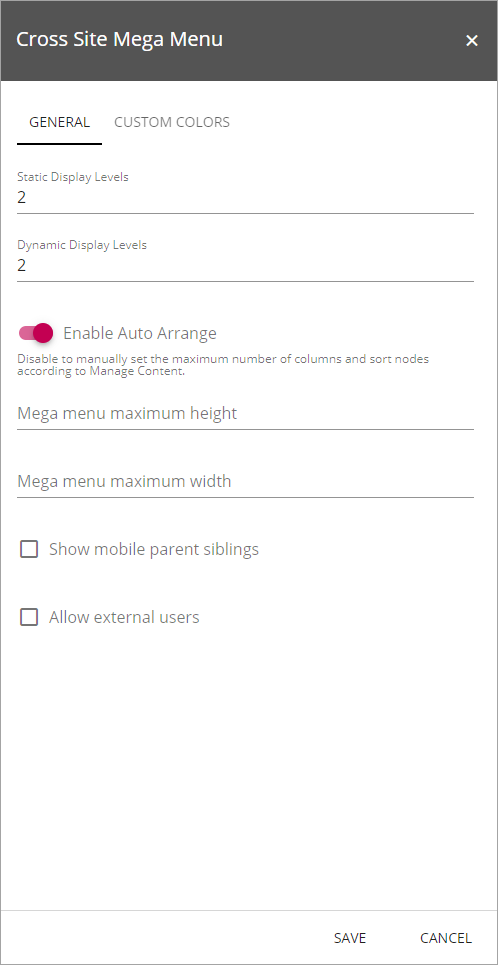 Cross Site Mega Menu
GENERAL CUSTOM COLORS
Static Display Levels
2
Dynamic Display Levels
2
Enable Auto Arrange
Disable to manually set the maximum number of columns and sort nodes
according to Manage Content.
Mega menu maximum height
Mega menu maximum width
Show mobile parent siblings
Allow external users
SAVE CANCEL